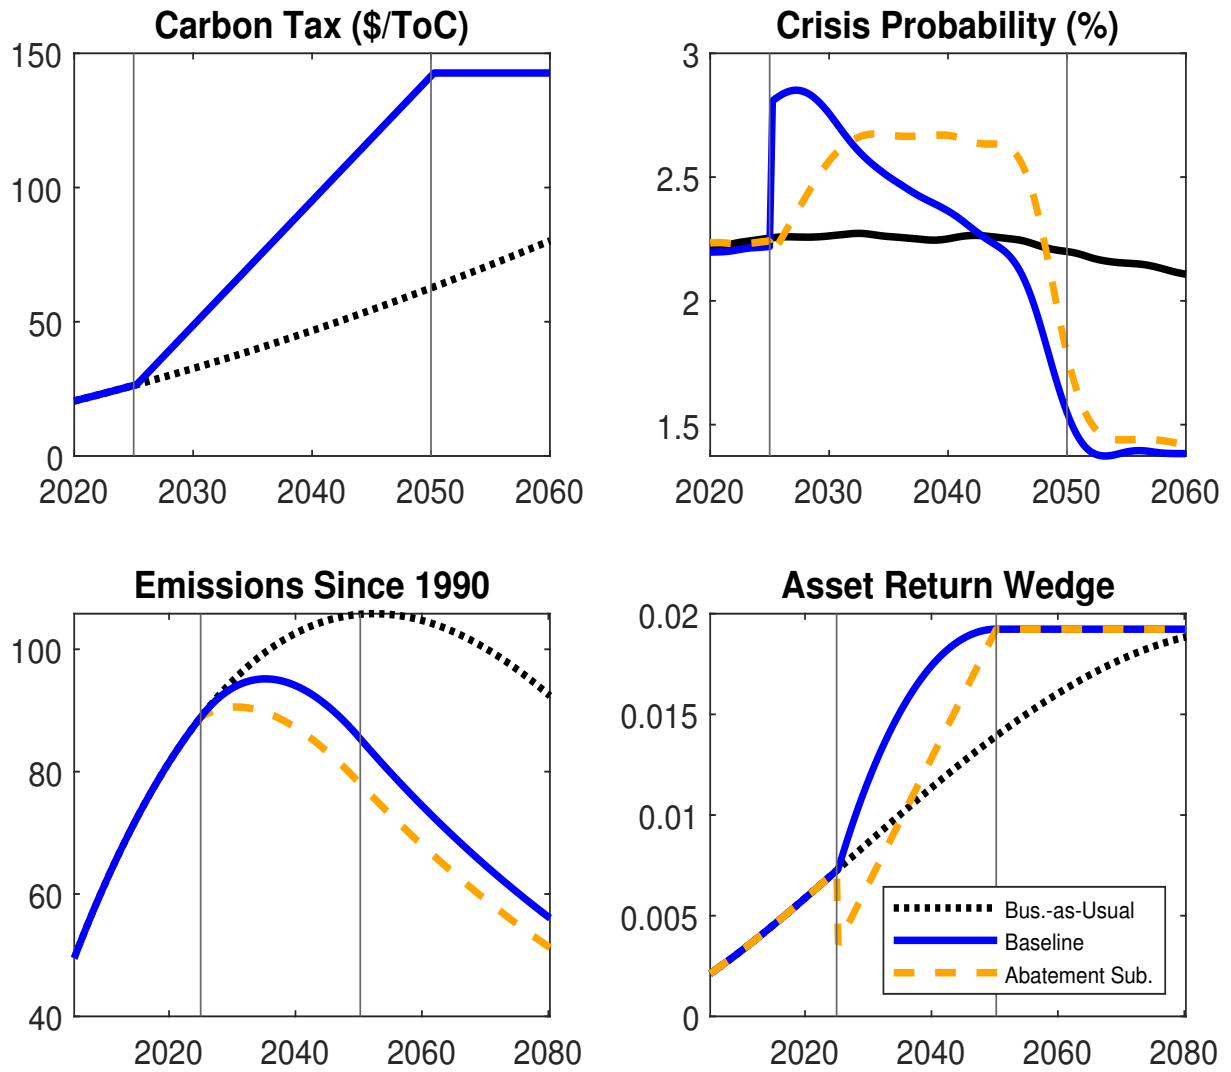 Carbon Tax ($/ToC)
150
100
50
0
2020 2030 2040 2050 2060
Crisis Probability (%)
3
2.5
2
1.5
2020 2030 2040 2050 2060
Emissions Since 1990
100
80
60
40
2020 2040 2060 2080
Asset Return Wedge
0.02
0.015
0.01
0.005
0
2020 2040 2060 2080
Bus.-as-Usual
Baseline
Abatement Sub.